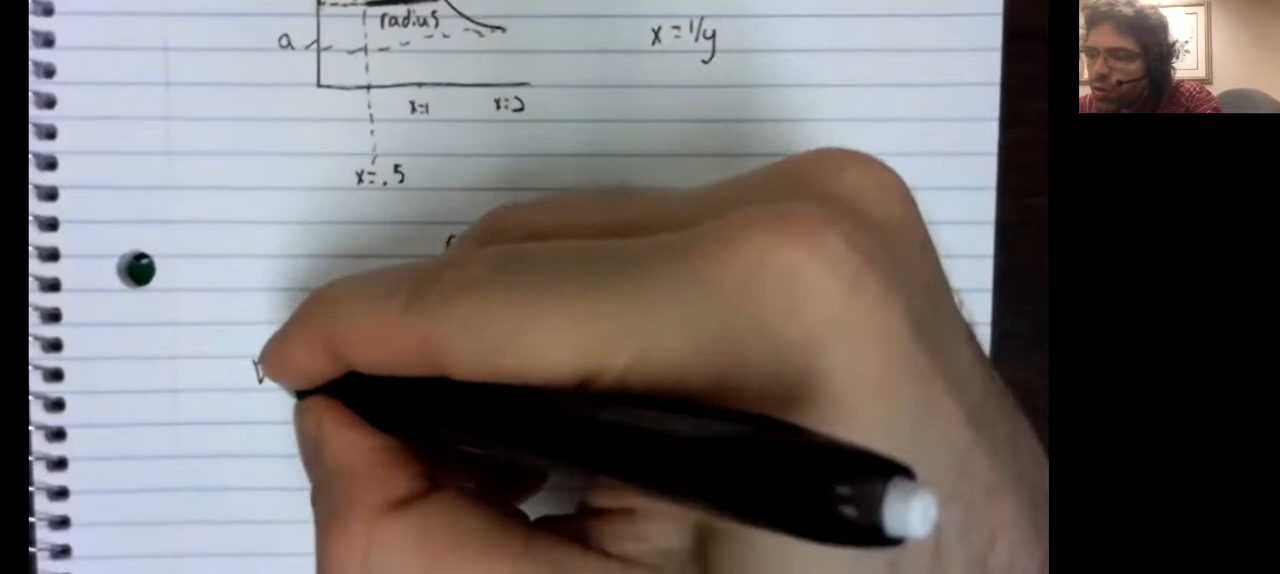 radius
a
x = 1/y
x=1
x=2
x=.5